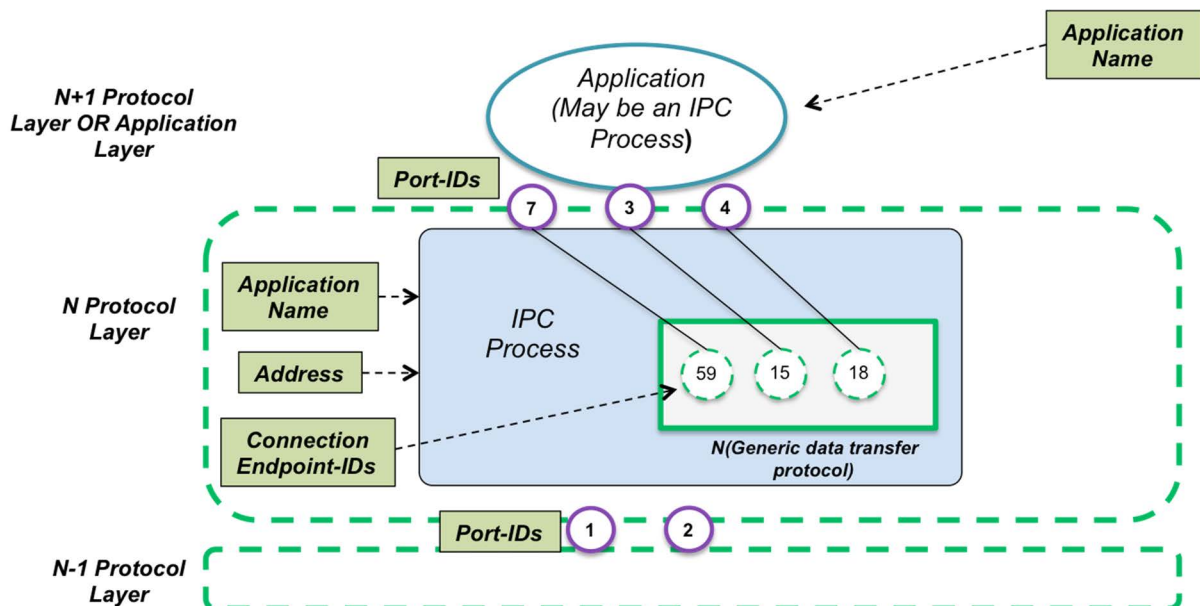 Application
Name
Application
(May be an IPC
Process)
N+1 Protocol
Layer OR Application
Layer
Port-IDs
7
3
4
Application
Name
N Protocol
Layer
IPC
Process
Address
59
15
18
Connection
Endpoint-IDs
N(Generic data transfer
protocol)
Port-IDs
1
2
N-1 Protocol
Layer